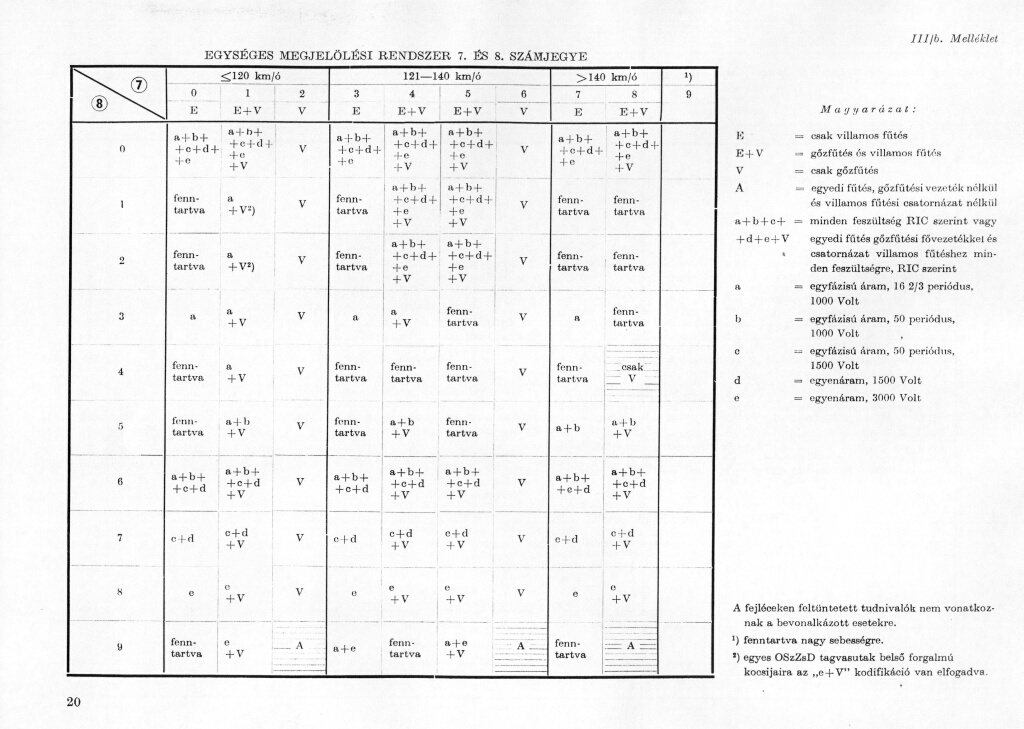 III/b. Melléklet
EGYSÉGES MEGJELÖLÉSI RENDSZER 7. ÉS 8. SZÁMJEGYE
⑦ ≦120 km/ó 121—140 km/ó >140 km/ó ¹)
⑧ 0 1 2 3 4 5 6 7 8 9
E E+V V E E+V E+V V E E+V
0 a+b+ +c+d+ +e a+b+ +c+d+ +e +V V a+b+ +c+d+ +e a+b+ +c+d+ +e +V a+b+ +c+d+ +e +V V a+b+ +c+d+ +e a+b+ +c+d+ +e +V
1 fenn- tartva a +V²) V fenn- tartva a+b+ +c+d+ +e +V a+b+ +c+d+ +e +V V fenn- tartva fenn- tartva
2 fenn- tartva a +V²) V fenn- tartva a+b+ +c+d+ +e +V a+b+ +c+d+ +e +V V fenn- tartva fenn- tartva
3 a a +V V a a +V fenn- tartva V a fenn- tartva
4 fenn- tartva a +V V fenn- tartva fenn- tartva fenn- tartva V fenn- tartva csak V
5 fenn- tartva a+b +V V fenn- tartva a+b +V fenn- tartva V a+b a+b +V
6 a+b+ +c+d a+b+ +c+d +V V a+b+ +c+d a+b+ +c+d +V a+b+ +c+d +V V a+b+ +c+d a+b+ +c+d +V
7 c+d c+d +V V c+d c+d +V c+d +V V c+d c+d +V
8 e e +V V e e +V e +V V e e +V
9 fenn- tartva e +V A a+e fenn- tartva a+e +V A fenn- tartva A
Magyarázat:
E = csak villamos fűtés
E+V = gőzfűtés és villamos fűtés
V = csak gőzfűtés
A = egyedi fűtés, gőzfűtési vezeték nélkül
és villamos fűtési csatornázat nélkül
a+b+c+ = minden feszültség RIC szerint vagy
+d+e+V egyedi fűtés gőzfűtési fővezetékkel és
csatornázat villamos fűtéshez min-
den feszültségre, RIC szerint
a = egyfázisú áram, 16 2/3 periódus,
1000 Volt
b = egyfázisú áram, 50 periódus,
1000 Volt
c = egyfázisú áram, 50 periódus,
1500 Volt
d = egyenáram, 1500 Volt
e = egyenáram, 3000 Volt
A fejléceken feltüntetett tudnivalók nem vonatkoz-
nak a bevonalkázott esetekre.
¹) fenntartva nagy sebességre.
²) egyes OSzZsD tagvasutak belső forgalmú
kocsijaira az „e+V” kodifikáció van elfogadva.
20